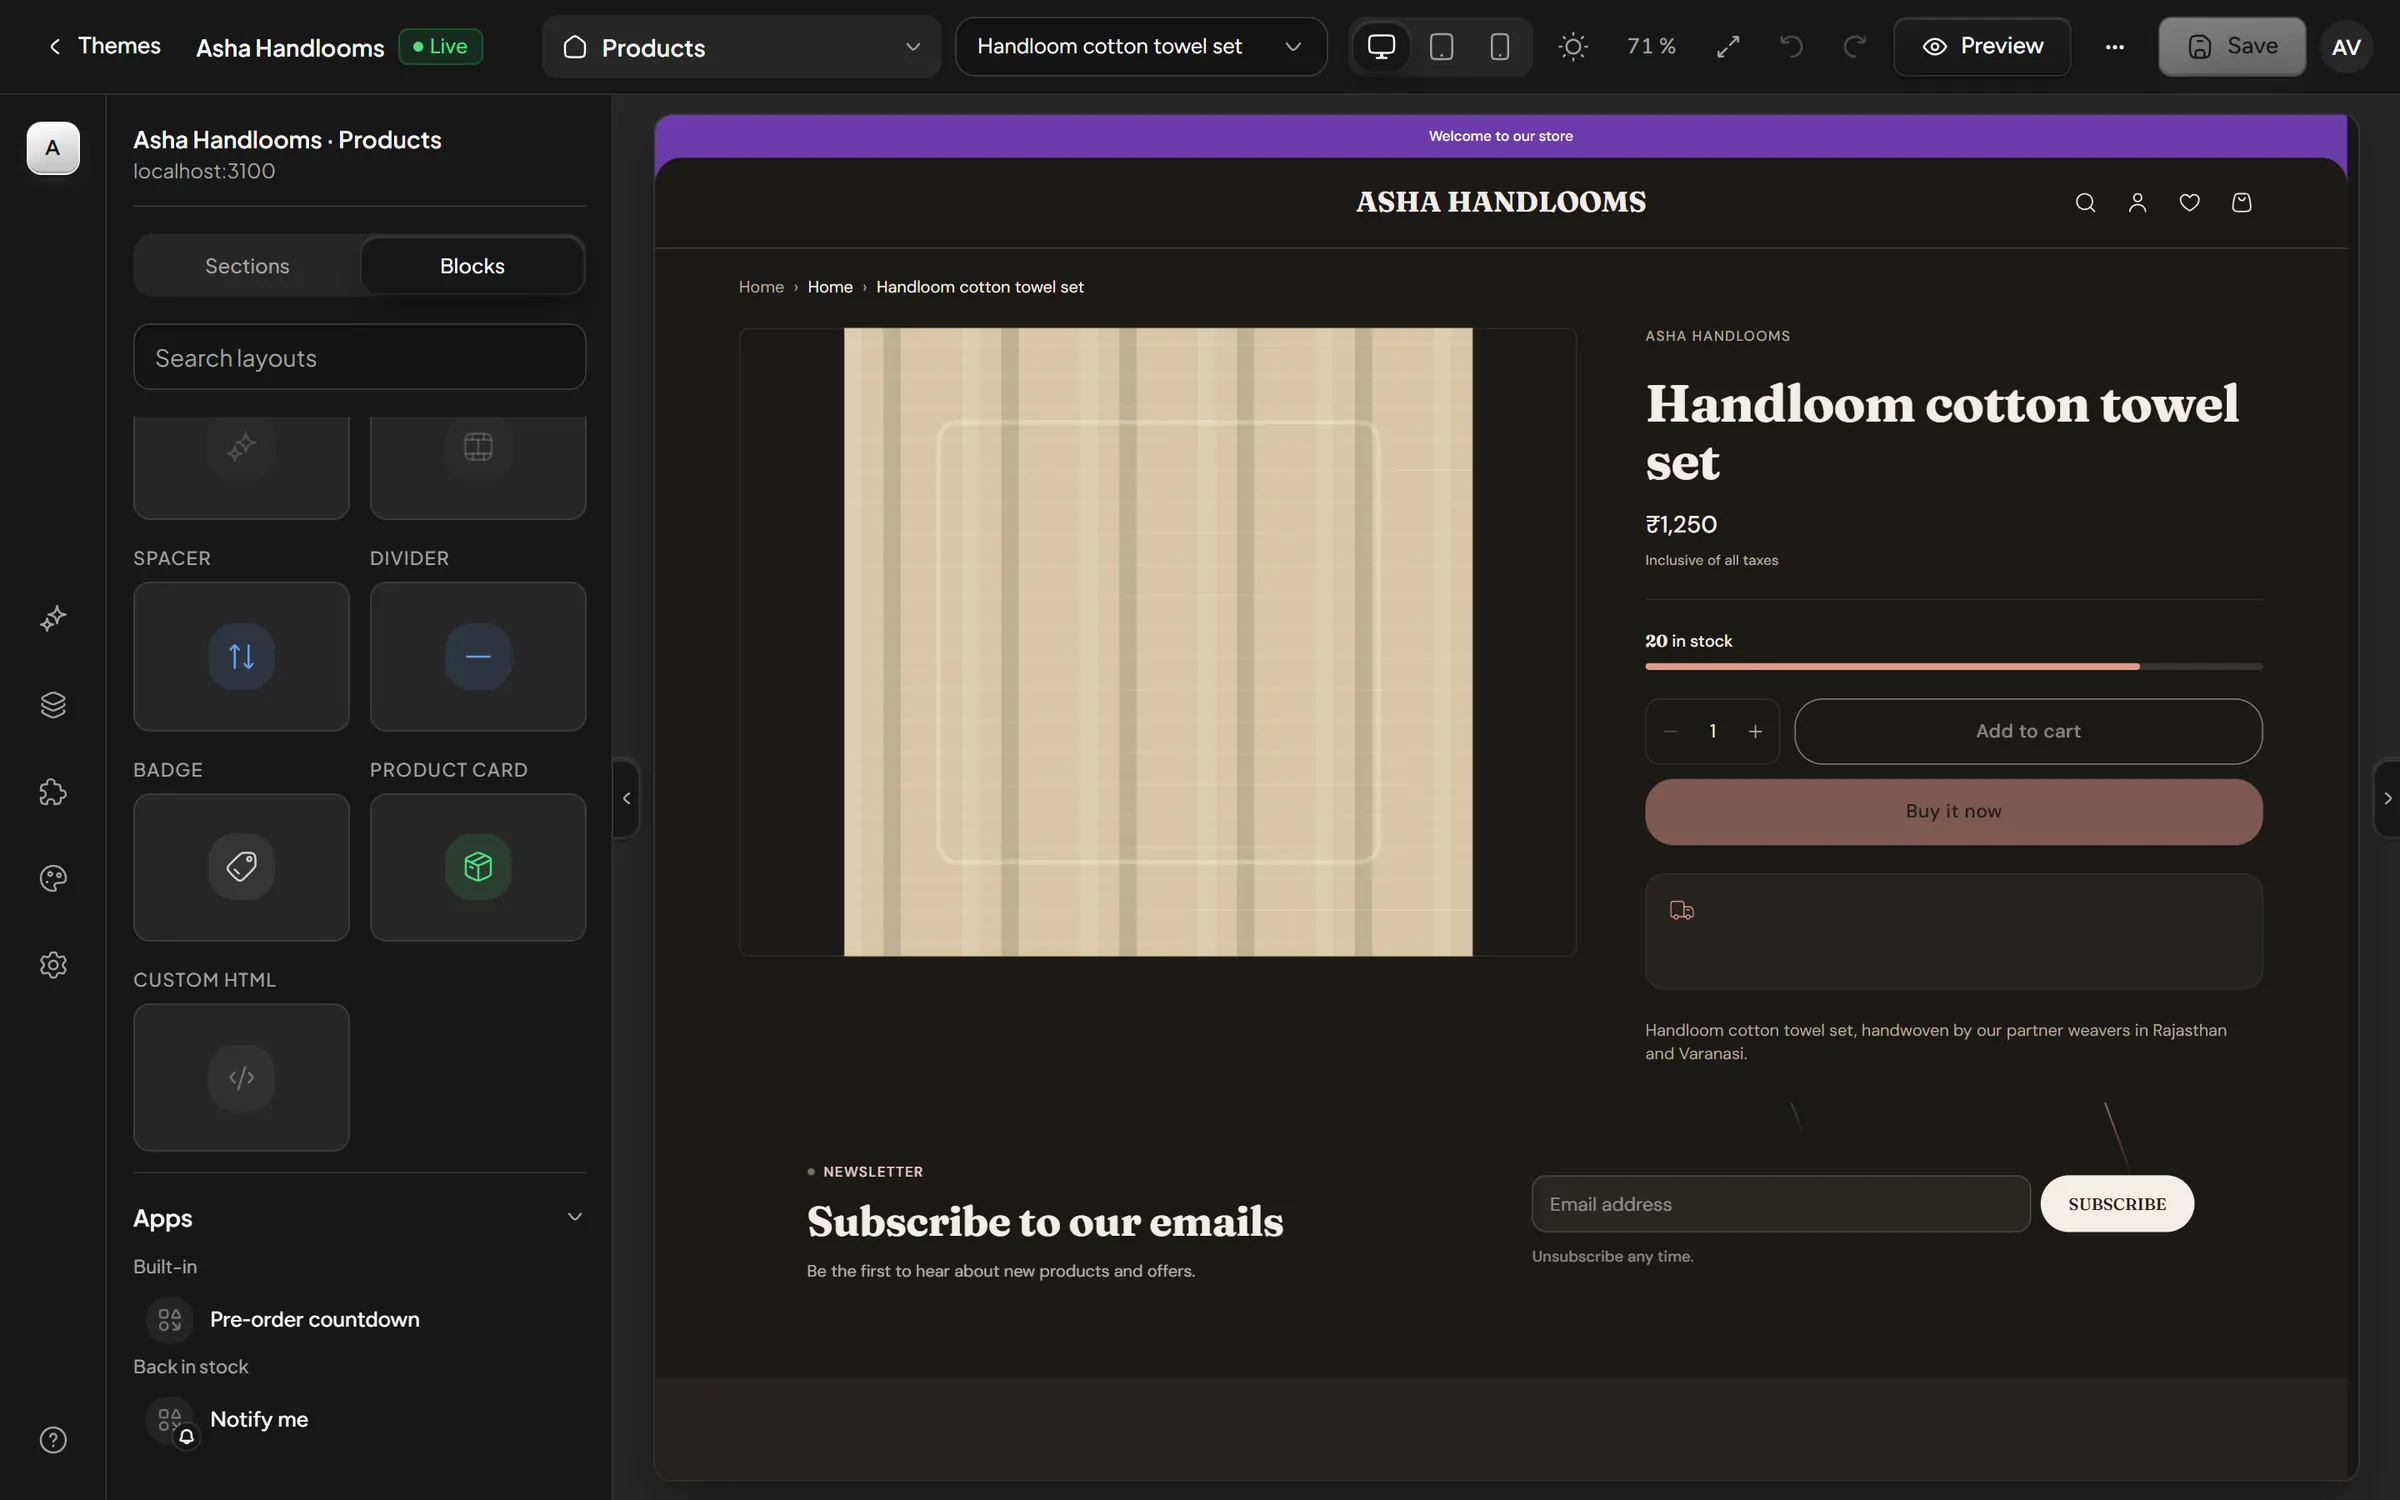 Themes
Asha Handlooms
Live
Products
Handloom cotton towel set
71 %
Preview
Save
AV
A
Asha Handlooms · Products
localhost:3100
Sections
Blocks
Search layouts
SPACER
DIVIDER
BADGE
PRODUCT CARD
CUSTOM HTML
Apps
Built-in
Pre-order countdown
Back in stock
Notify me
Welcome to our store
ASHA HANDLOOMS
Home › Home › Handloom cotton towel set
ASHA HANDLOOMS
Handloom cotton towel
set
₹1,250
Inclusive of all taxes
20 in stock
1
Add to cart
Buy it now
Handloom cotton towel set, handwoven by our partner weavers in Rajasthan
and Varanasi.
NEWSLETTER
Subscribe to our emails
Be the first to hear about new products and offers.
Email address
SUBSCRIBE
Unsubscribe any time.